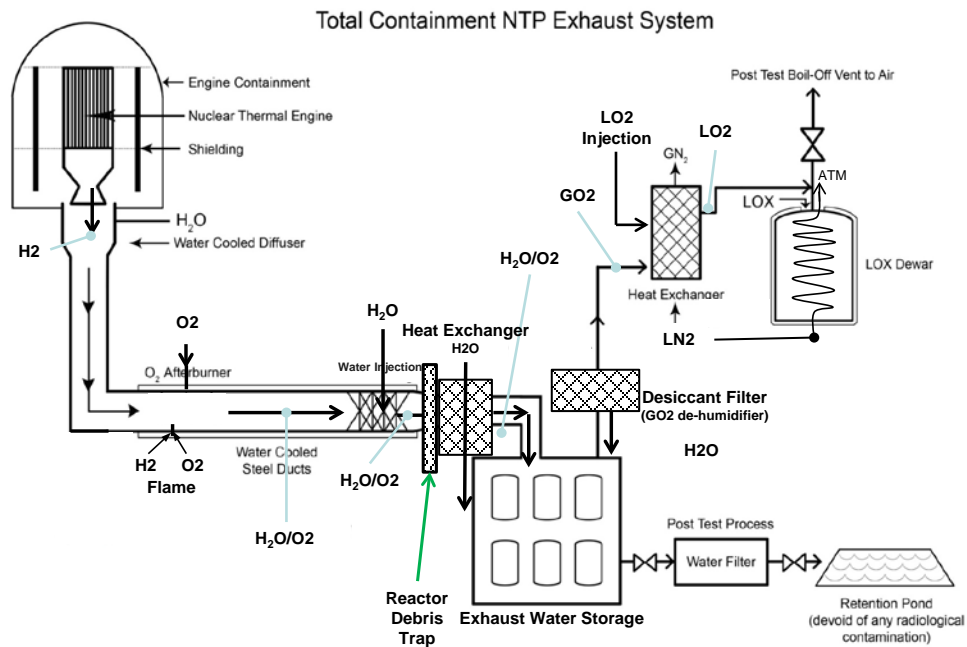 Total Containment NTP Exhaust System
Engine Containment
Nuclear Thermal Engine
Shielding
H₂O
Water Cooled Diffuser
H2
O2
O₂ Afterburner
H2 O2
Flame
Water Cooled
Steel Ducts
H₂O/O2
H₂O
Water Injection
H₂O/O2
Heat Exchanger
H2O
H₂O/O2
Reactor
Debris
Trap
Exhaust Water Storage
Desiccant Filter
(GO2 de-humidifier)
H2O
GO2
LO2
Injection
GN₂
LO2
Heat Exchanger
LN2
Post Test Boil-Off Vent to Air
ATM
LOX
LOX Dewar
Post Test Process
Water Filter
Retention Pond
(devoid of any radiological
contamination)